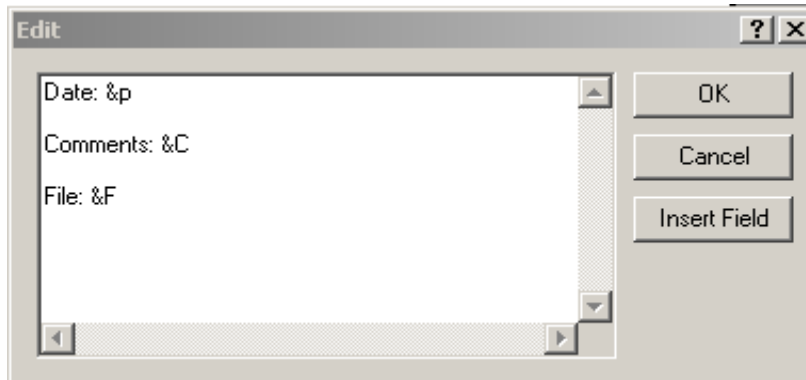 Edit
Date: &p
Comments: &C
File: &F
OK
Cancel
Insert Field